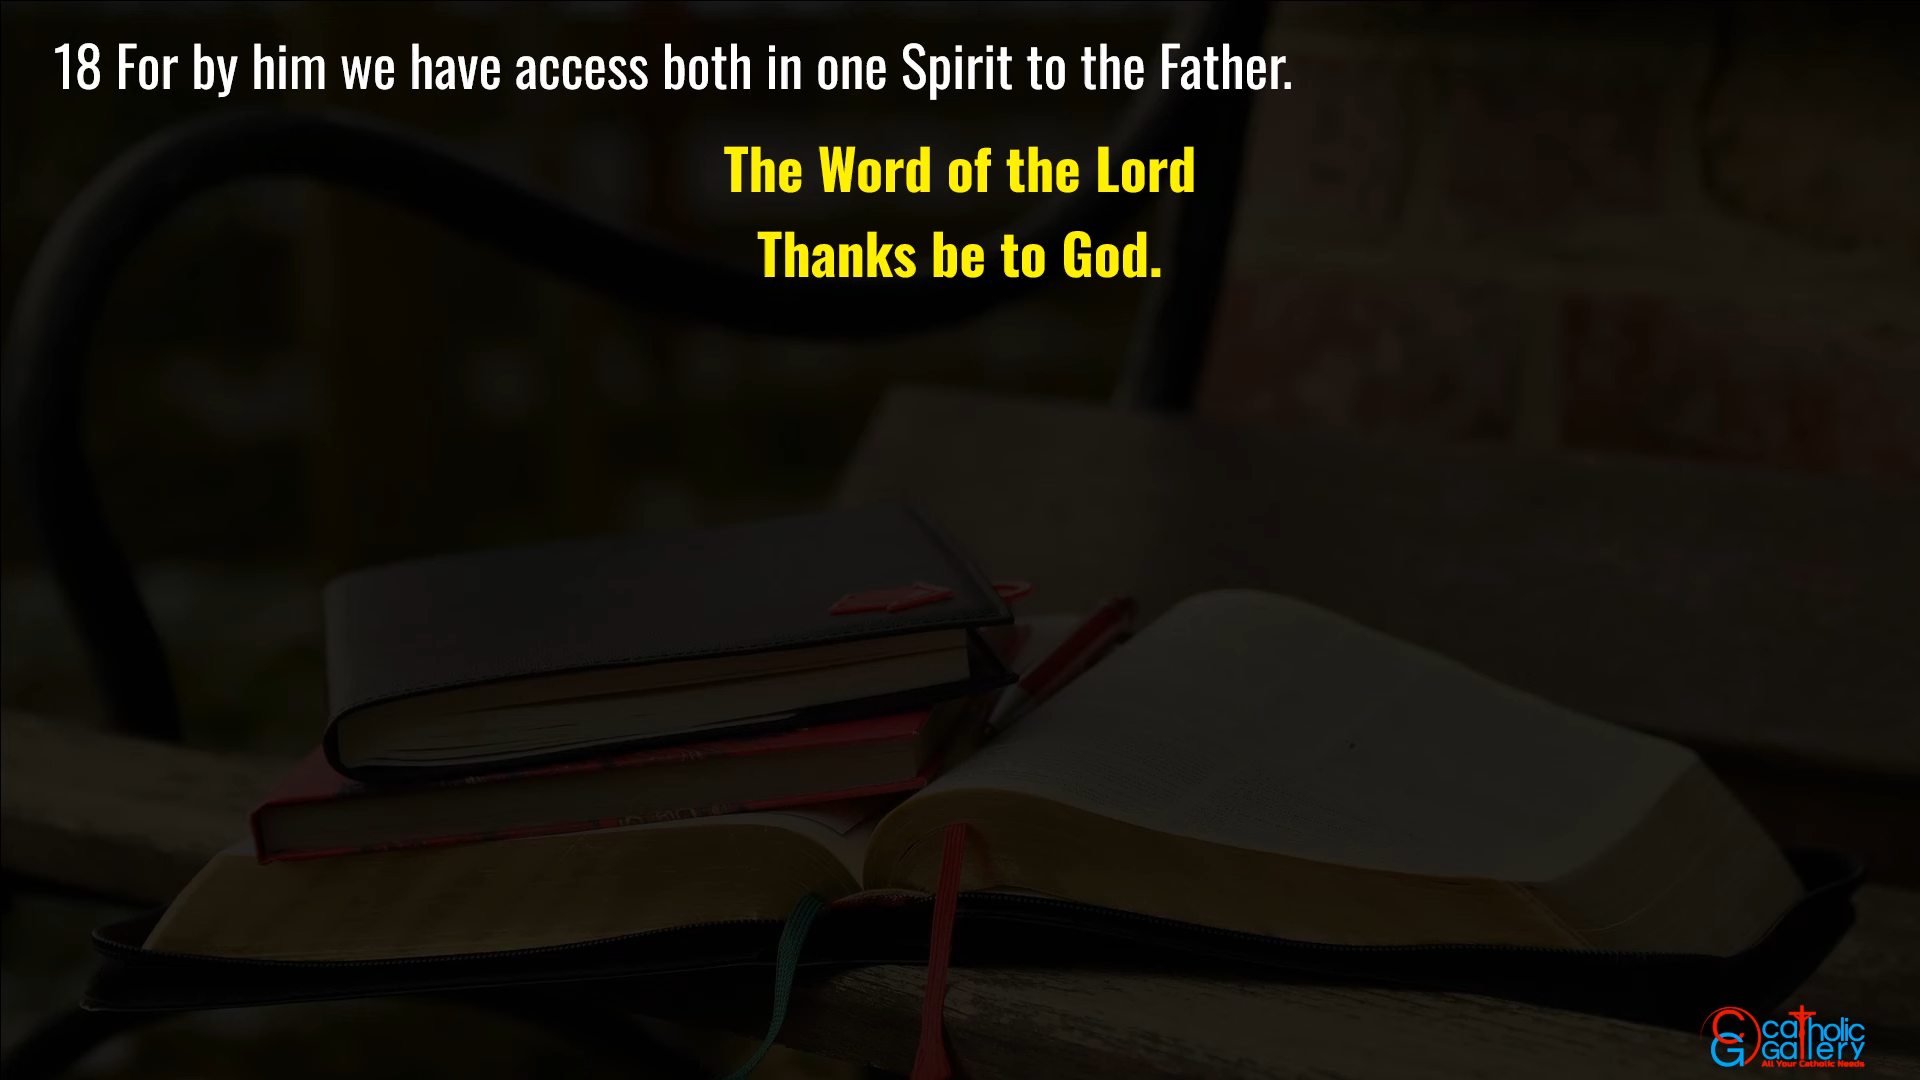 18 For by him we have access both in one Spirit to the Father.
The Word of the Lord
Thanks be to God.
catholic
Gallery
All Your Catholic Needs